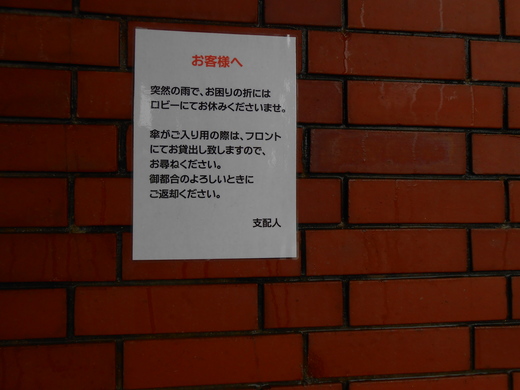 お客様へ
突然の雨で、お困りの折には
ロビーにてお休みくださいませ。
傘がご入り用の際は、フロント
にてお貸出し致しますので、
お尋ねください。
御都合のよろしいときに
ご返却ください。
支配人